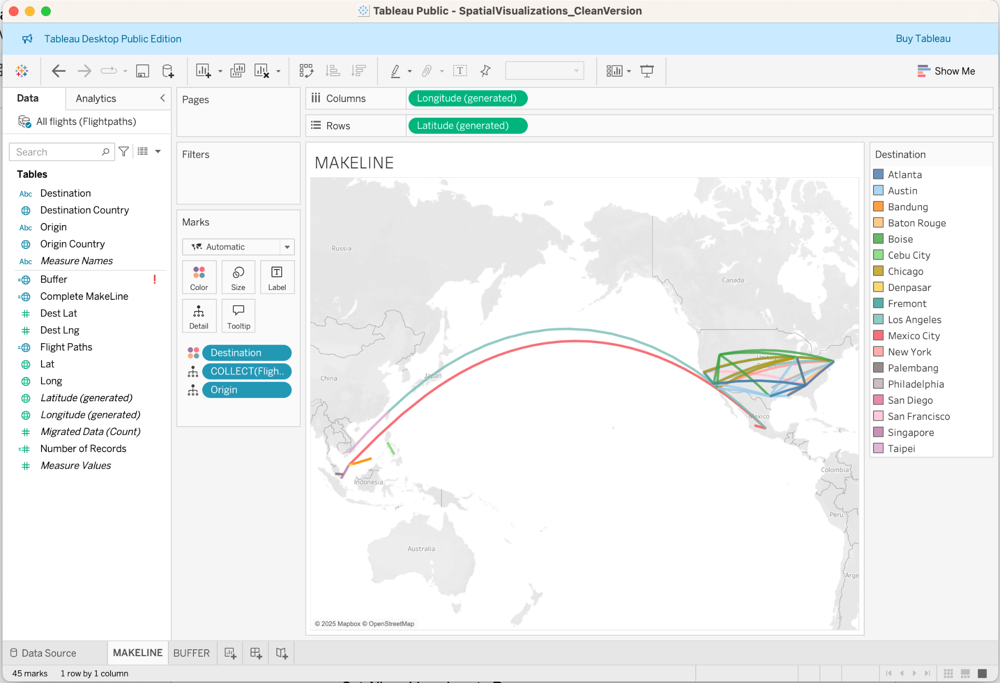 Tableau Public - SpatialVisualizations_CleanVersion
Tableau Desktop Public Edition
Buy Tableau
Show Me
Data
Analytics
All flights (Flightpaths)
Search
Tables
Abc Destination
Destination Country
Abc Origin
Origin Country
Abc Measure Names
Buffer !
Complete MakeLine
Dest Lat
Dest Lng
Flight Paths
Lat
Long
Latitude (generated)
Longitude (generated)
Migrated Data (Count)
Number of Records
Measure Values
Pages
Filters
Marks
Automatic
Color
Size
Label
Detail
Tooltip
Destination
COLLECT(Fligh..
Origin
Columns
Longitude (generated)
Rows
Latitude (generated)
MAKELINE
Russia
Canada
United
China
Japan
Mexico
Indonesia
Colombia
Peru
Australia
Arge
© 2025 Mapbox © OpenStreetMap
Destination
Atlanta
Austin
Bandung
Baton Rouge
Boise
Cebu City
Chicago
Denpasar
Fremont
Los Angeles
Mexico City
New York
Palembang
Philadelphia
San Diego
San Francisco
Singapore
Taipei
Data Source
MAKELINE
BUFFER
45 marks
1 row by 1 column